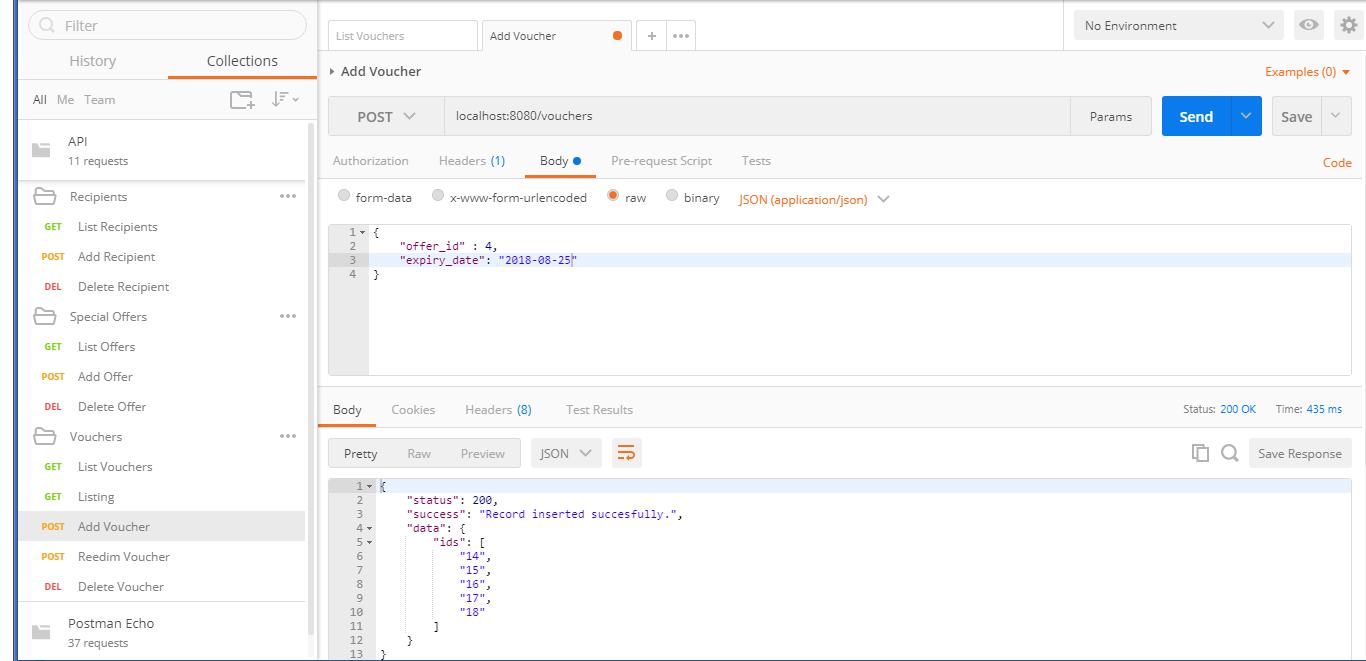 Filter
History Collections
All Me Team
API
11 requests
Recipients
GET List Recipients
POST Add Recipient
DEL Delete Recipient
Special Offers
GET List Offers
POST Add Offer
DEL Delete Offer
Vouchers
GET List Vouchers
GET Listing
POST Add Voucher
POST Reedim Voucher
DEL Delete Voucher
Postman Echo
37 requests
List Vouchers Add Voucher + No Environment
Add Voucher Examples (0)
POST localhost:8080/vouchers Params Send Save
Authorization Headers (1) Body Pre-request Script Tests Code
form-data x-www-form-urlencoded raw binary JSON (application/json)
1 {
2 "offer_id" : 4,
3 "expiry_date": "2018-08-25"
4 }
Body Cookies Headers (8) Test Results Status: 200 OK Time: 435 ms
Pretty Raw Preview JSON Save Response
1 {
2 "status": 200,
3 "success": "Record inserted succesfully.",
4 "data": {
5 "ids": [
6 "14",
7 "15",
8 "16",
9 "17",
10 "18"
11 ]
12 }
13 }